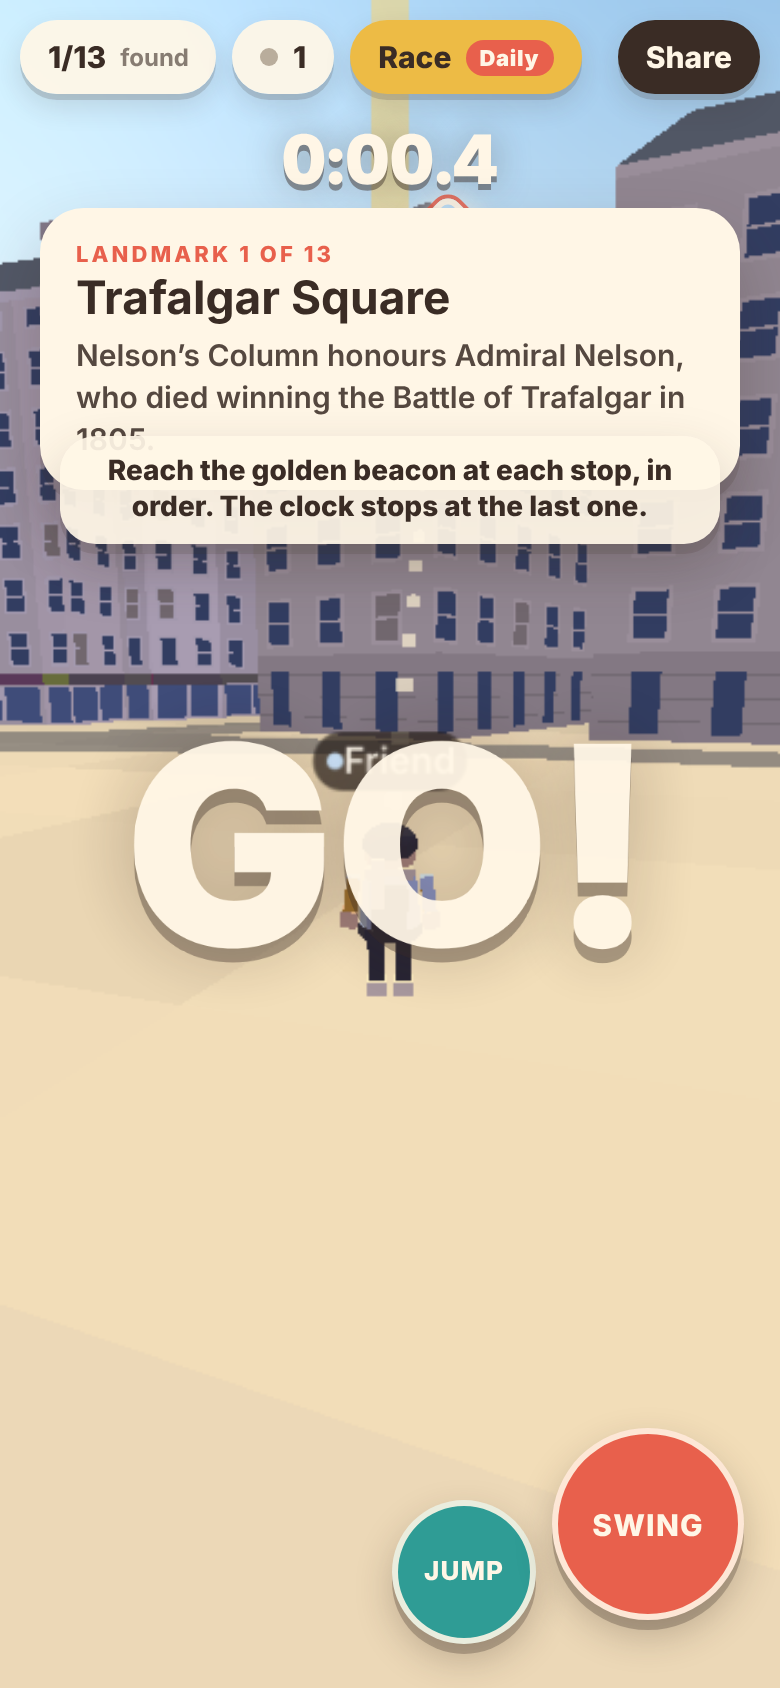 1/13 found
1
Race Daily
Share
0:00.4
LANDMARK 1 OF 13
Trafalgar Square
Nelson’s Column honours Admiral Nelson,
who died winning the Battle of Trafalgar in
1805.
Reach the golden beacon at each stop, in
order. The clock stops at the last one.
Friend
GO!
SWING
JUMP